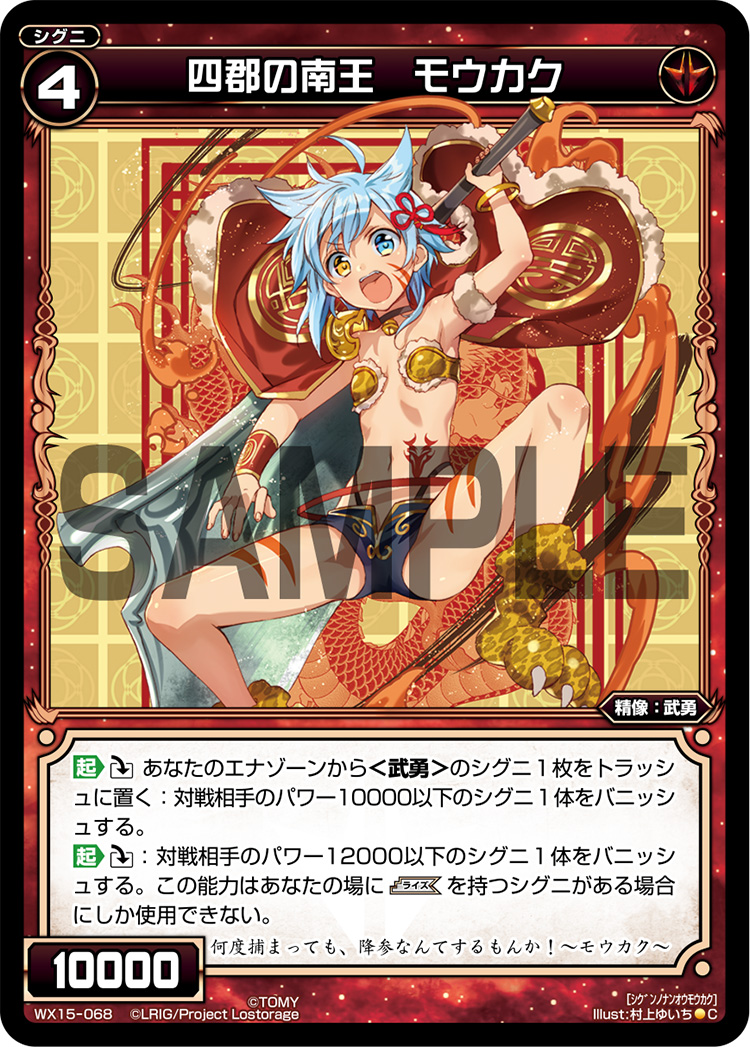 シグニ
4
四郡の南王　モウカク
SAMPLE
精像：武勇
起 あなたのエナゾーンから＜武勇＞のシグニ１枚をトラッシ
ュに置く：対戦相手のパワー10000以下のシグニ１体をバニッシ
ュする。
起 ：対戦相手のパワー12000以下のシグニ１体をバニッシ
ュする。この能力はあなたの場に ライズ を持つシグニがある場合
にしか使用できない。
何度捕まっても、降参なんてするもんか！～モウカク～
10000
©TOMY
[ｼｸﾞﾝﾉﾅﾝｵｳﾓｳｶｸ]
WX15-068 ©LRIG/Project Lostorage
Illust:村上ゆいち C